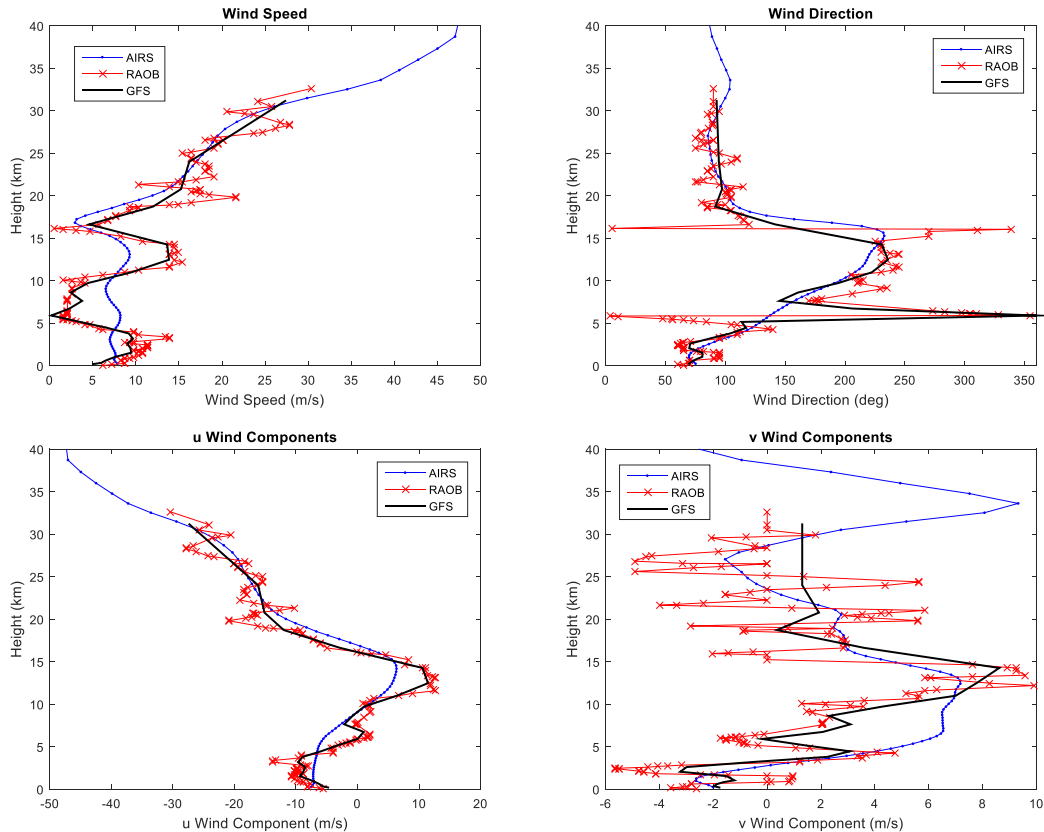 Wind Speed
40
35
30
25
20
15
10
5
0
Height (km)
AIRS
RAOB
GFS
0 5 10 15 20 25 30 35 40 45 50
Wind Speed (m/s)
Wind Direction
40
35
30
25
20
15
10
5
0
Height (km)
AIRS
RAOB
GFS
0 50 100 150 200 250 300 350
Wind Direction (deg)
u Wind Components
40
35
30
25
20
15
10
5
0
Height (km)
AIRS
RAOB
GFS
-50 -40 -30 -20 -10 0 10 20
u Wind Component (m/s)
v Wind Components
40
35
30
25
20
15
10
5
0
Height (km)
AIRS
RAOB
GFS
-6 -4 -2 0 2 4 6 8 10
v Wind Component (m/s)